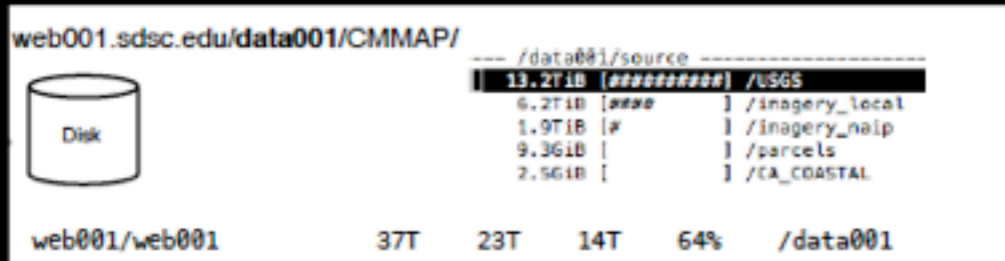 web001.sdsc.edu/data001/CMMAP/
--- /data001/source --------------------
13.2TiB [##########] /USGS
6.2TiB [#### ] /imagery_local
1.9TiB [# ] /imagery_naip
9.3GiB [ ] /parcels
2.5GiB [ ] /CA_COASTAL
Disk
web001/web001 37T 23T 14T 64% /data001